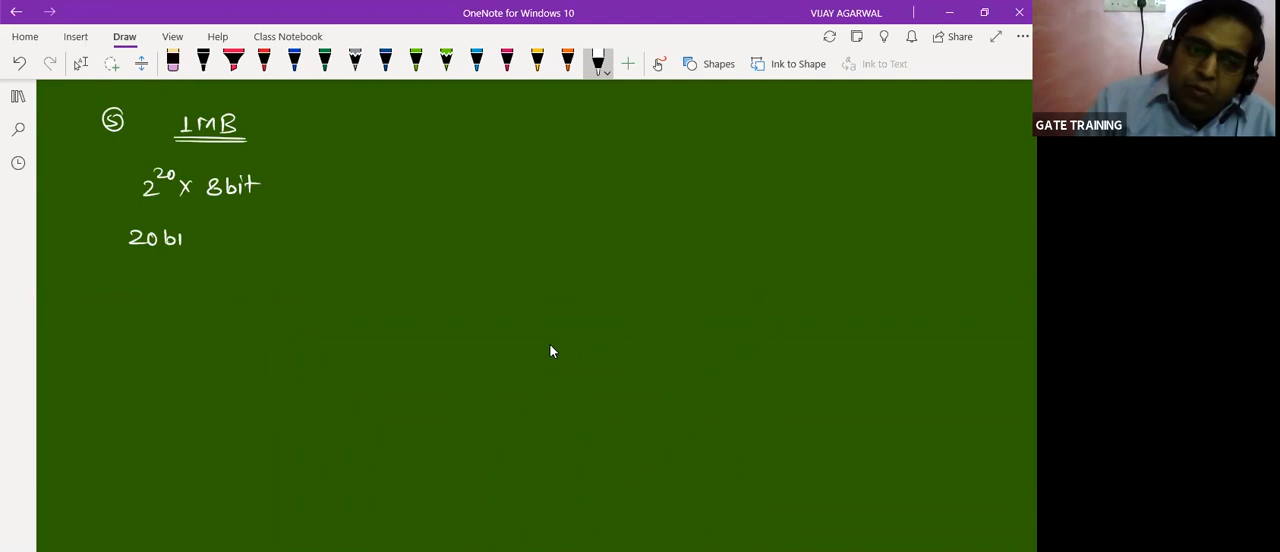 OneNote for Windows 10
VIJAY AGARWAL
Home Insert Draw View Help Class Notebook
Share
Shapes Ink to Shape Ink to Text
GATE TRAINING
5 1MB
2^20 x 8bit
20 bi